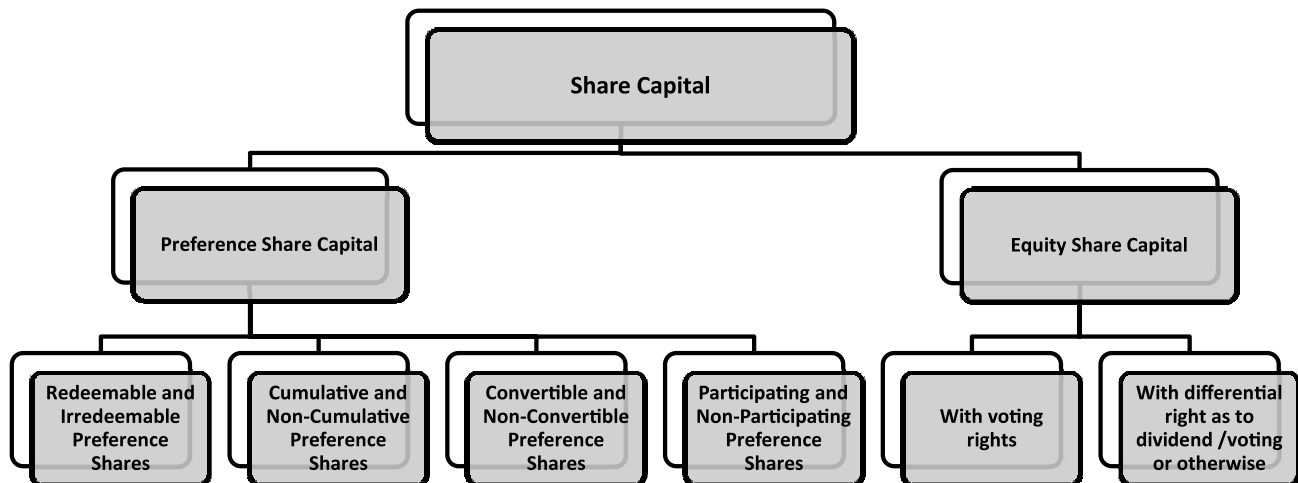 Share Capital
Preference Share Capital
Equity Share Capital
Redeemable and
Irredeemable
Preference
Shares
Cumulative and
Non-Cumulative
Preference
Shares
Convertible and
Non-Convertible
Preference
Shares
Participating and
Non-Participating
Preference
Shares
With voting
rights
With differential
right as to
dividend /voting
or otherwise